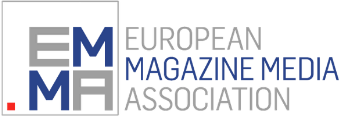 EM
.MA
EUROPEAN
MAGAZINE MEDIA
ASSOCIATION